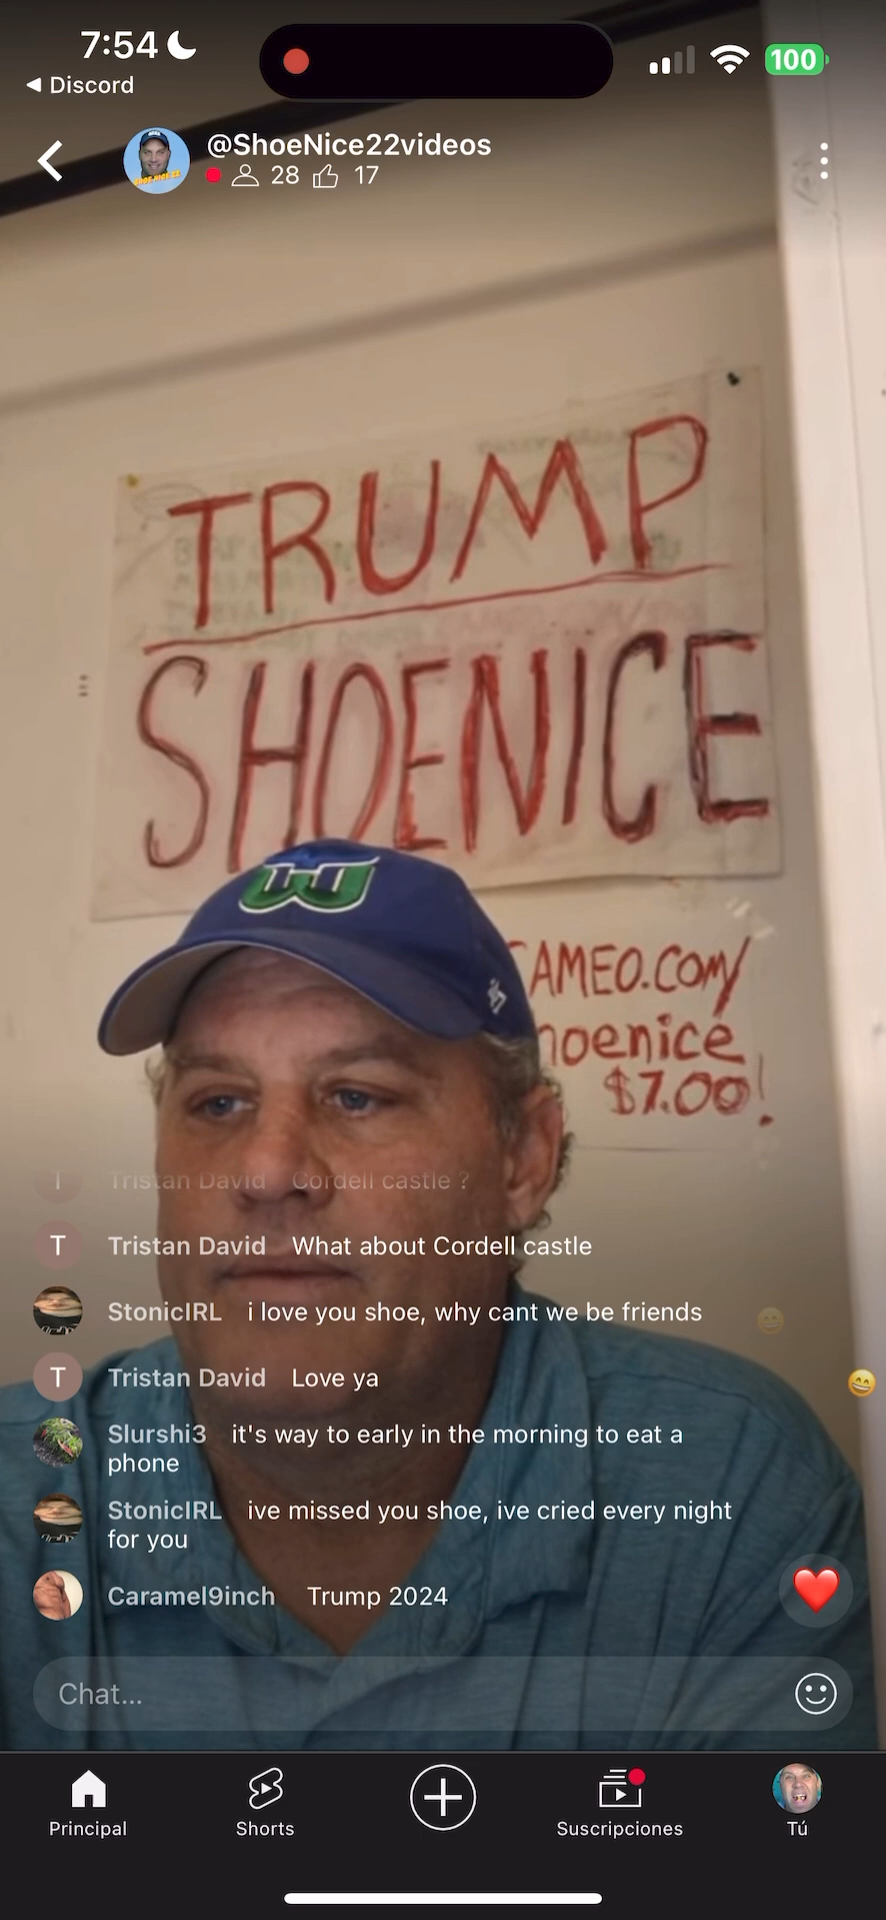 7:54
100
◀ Discord
@ShoeNice22videos
28 17
TRUMP
SHOENICE
AMEO.COM/
hoenice
$7.00!
T Tristan David Cordell castle ?
T Tristan David What about Cordell castle
StonicIRL i love you shoe, why cant we be friends
T Tristan David Love ya
Slurshi3 it's way to early in the morning to eat a
phone
StonicIRL ive missed you shoe, ive cried every night
for you
Caramel9inch Trump 2024
Chat...
Principal Shorts Suscripciones Tú